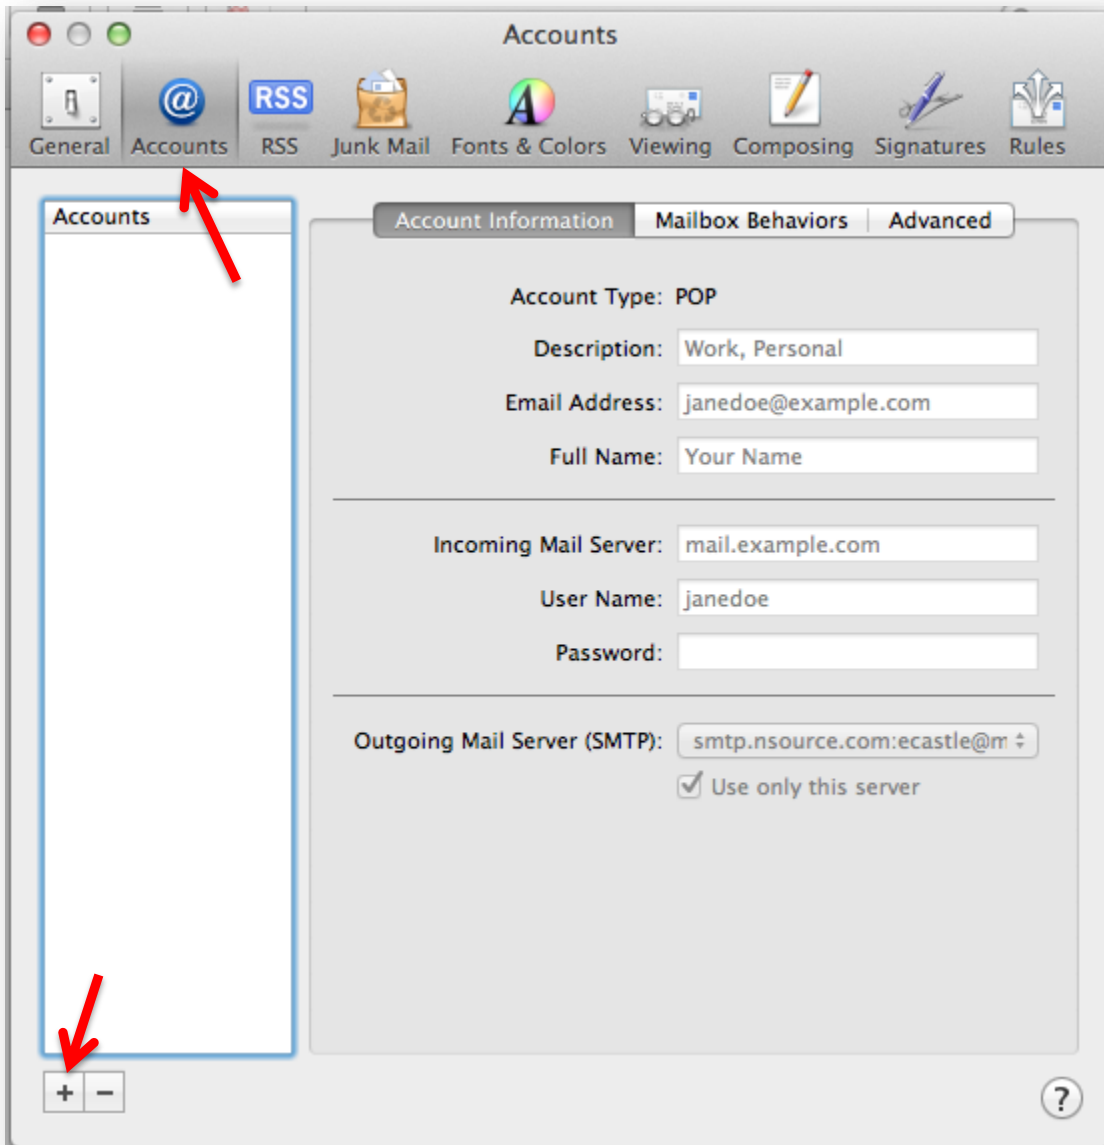 Accounts
RSS
General Accounts RSS Junk Mail Fonts & Colors Viewing Composing Signatures Rules
Accounts
Account Information Mailbox Behaviors Advanced
Account Type: POP
Description: Work, Personal
Email Address: janedoe@example.com
Full Name: Your Name
Incoming Mail Server: mail.example.com
User Name: janedoe
Password:
Outgoing Mail Server (SMTP): smtp.nsource.com:ecastle@m
Use only this server
+ −
?